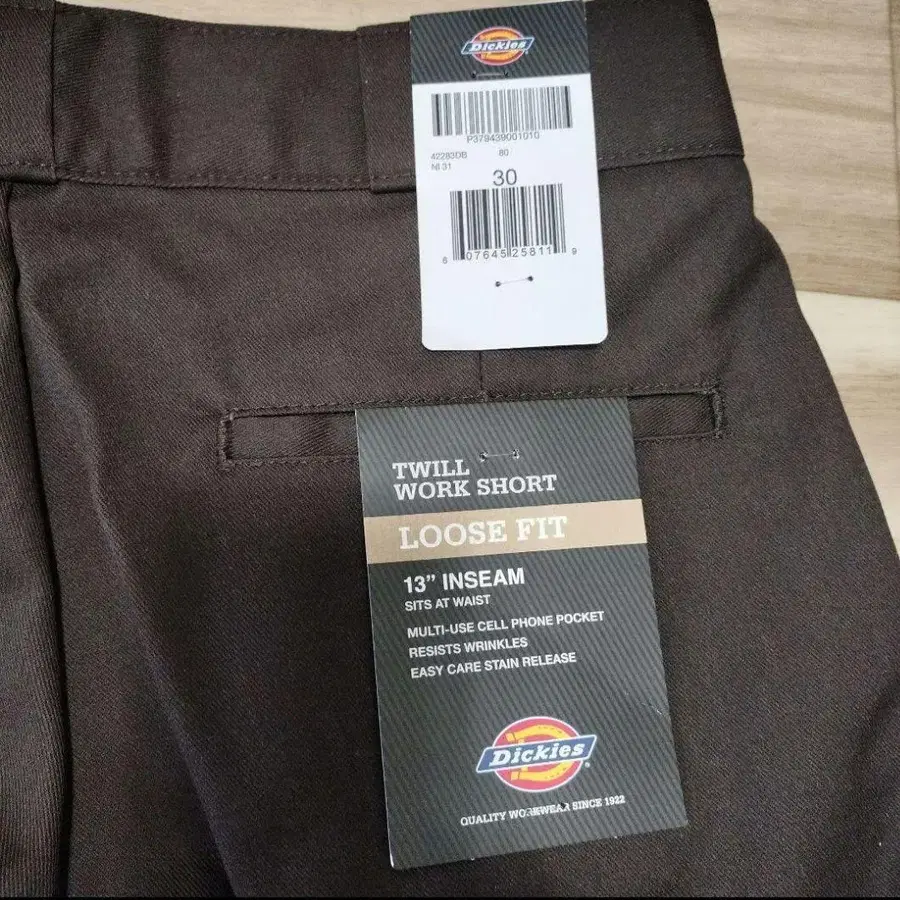 Dickies
P379439001010
42283DB 80
NI 31
30
6 07645 25811 9
TWILL
WORK SHORT
LOOSE FIT
13” INSEAM
SITS AT WAIST
MULTI-USE CELL PHONE POCKET
RESISTS WRINKLES
EASY CARE STAIN RELEASE
Dickies
QUALITY WORKWEAR SINCE 1922